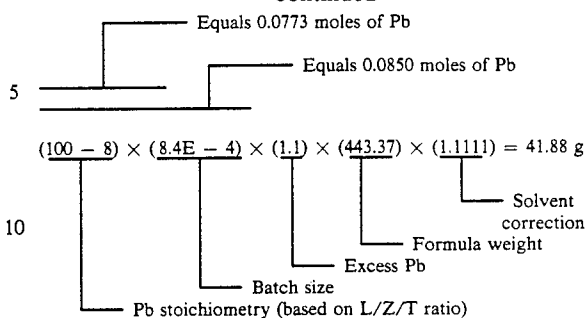 continued
Equals 0.0773 moles of Pb
Equals 0.0850 moles of Pb
5
(100 − 8) × (8.4E − 4) × (1.1) × (443.37) × (1.1111) = 41.88 g
Solvent
correction
10
Formula weight
Excess Pb
Batch size
Pb stoichiometry (based on L/Z/T ratio)